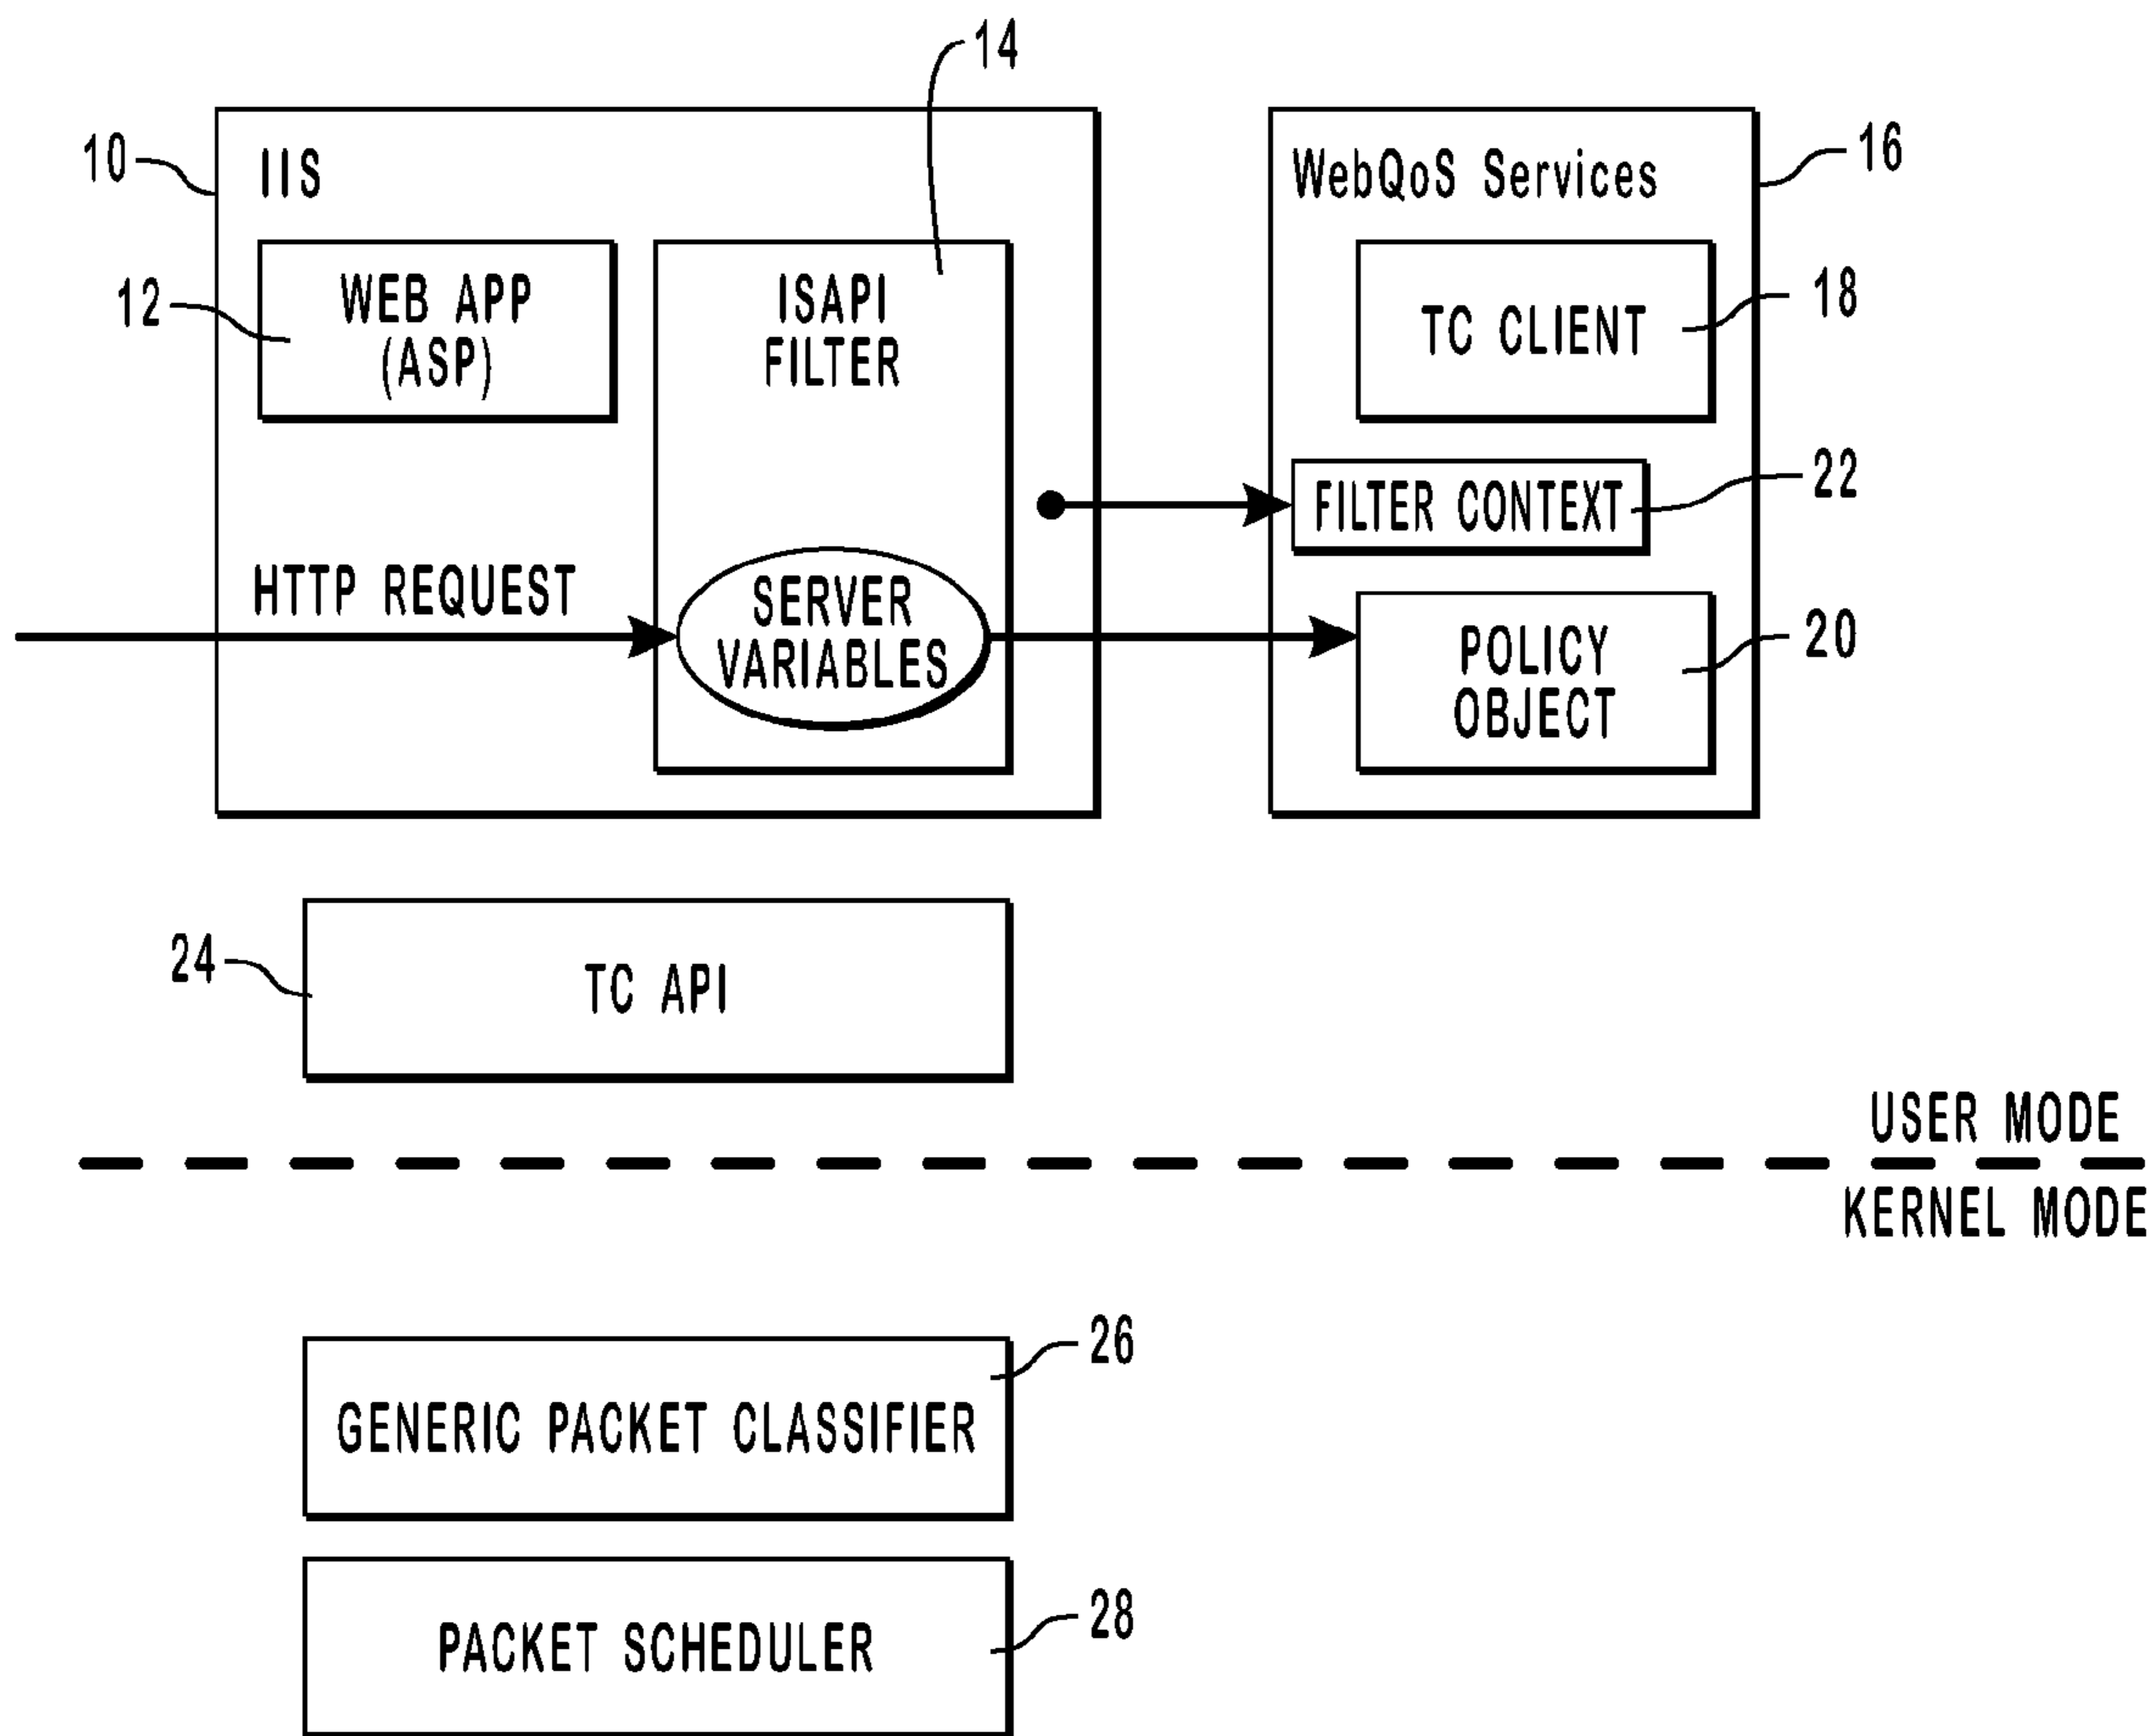 14
10
IIS
WebQoS Services
16
12
WEB APP
(ASP)
ISAPI
FILTER
TC CLIENT
18
FILTER CONTEXT
22
HTTP REQUEST
SERVER
VARIABLES
POLICY
OBJECT
20
24
TC API
USER MODE
KERNEL MODE
26
GENERIC PACKET CLASSIFIER
PACKET SCHEDULER
28